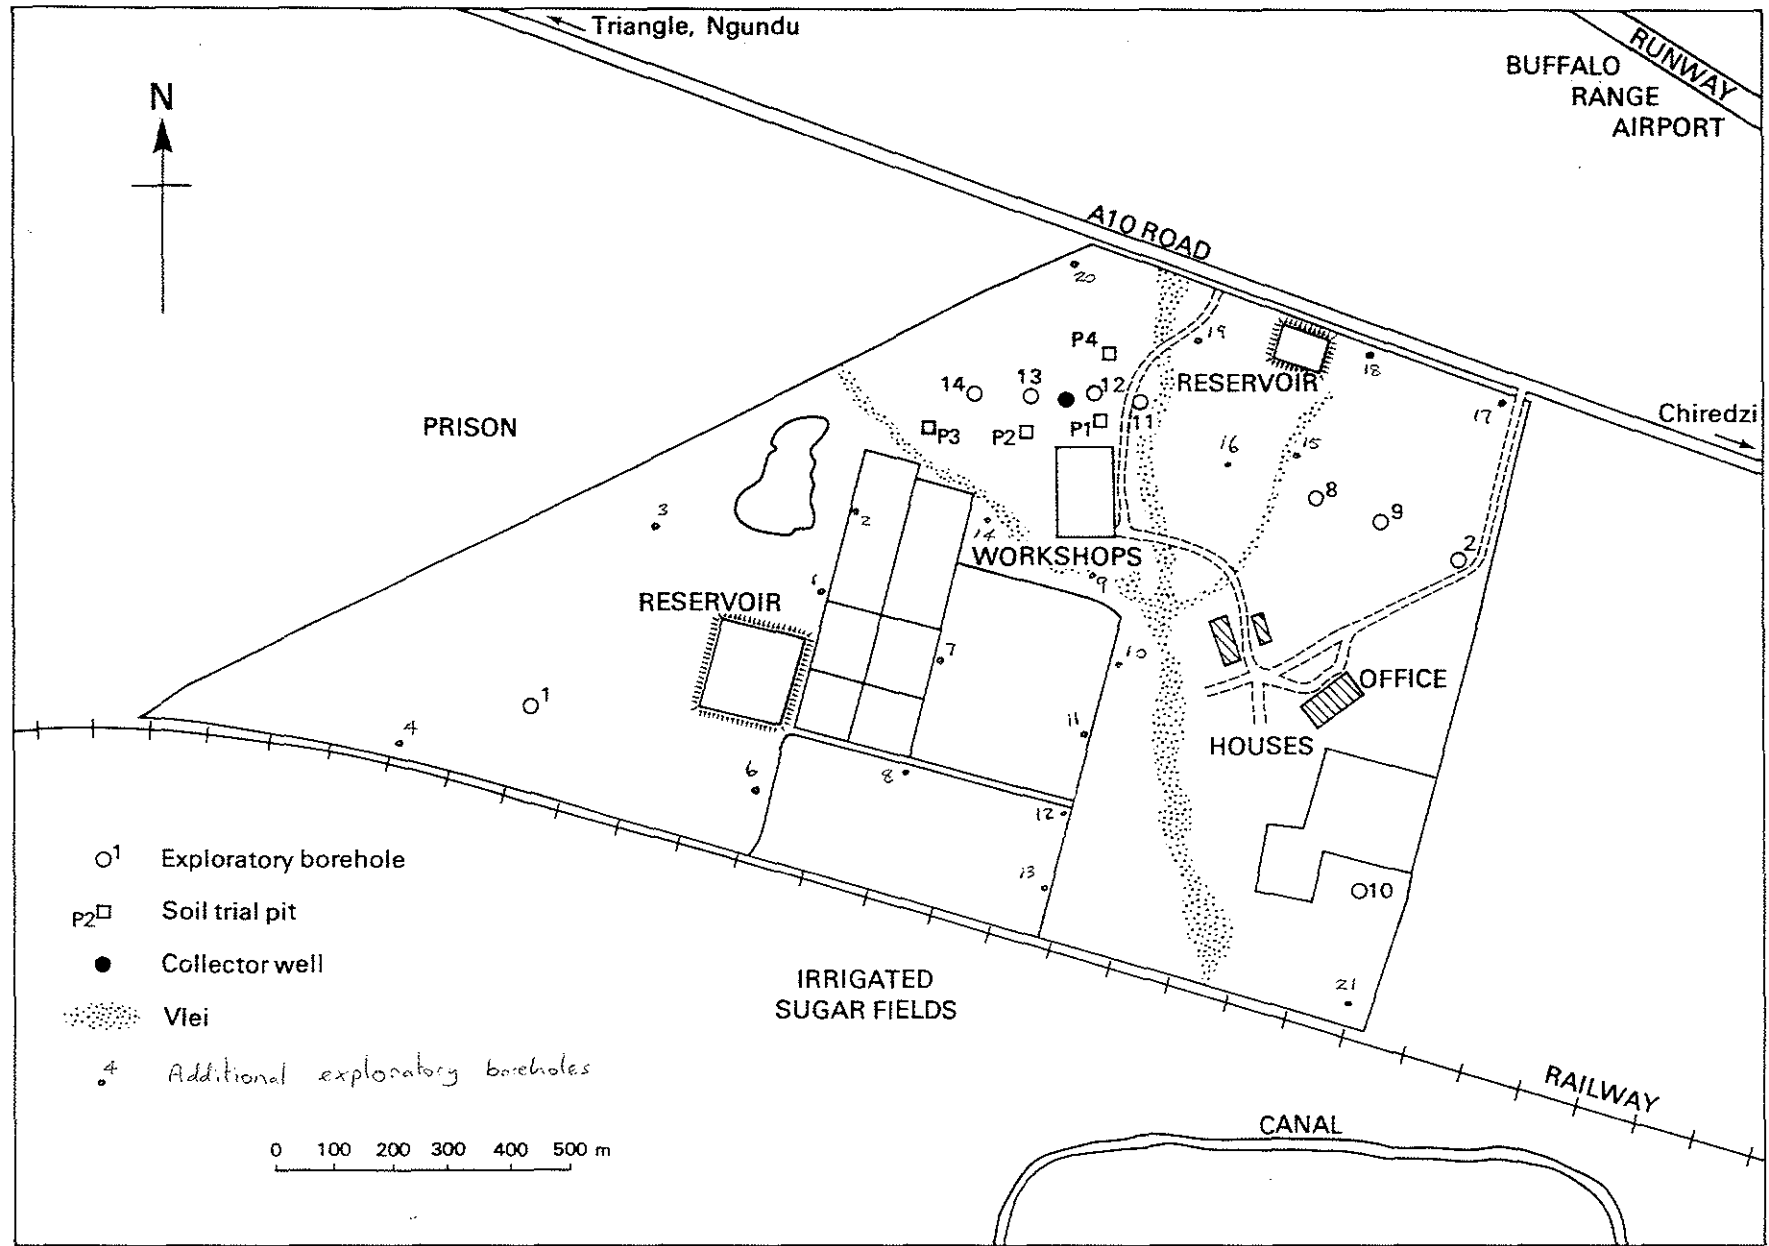 Triangle, Ngundu
RUNWAY
BUFFALO
RANGE
AIRPORT
N
A10 ROAD
20
19
P4
RESERVOIR
18
14
13
12
11
17
Chiredzi
PRISON
P3
P2
P1
16
15
8
9
3
2
14
2
WORKSHOPS
9
RESERVOIR
7
10
OFFICE
1
4
11
HOUSES
6
8
12
13
10
21
1
Exploratory borehole
P2
Soil trial pit
Collector well
Vlei
4
Additional exploratory boreholes
IRRIGATED
SUGAR FIELDS
RAILWAY
CANAL
0 100 200 300 400 500 m